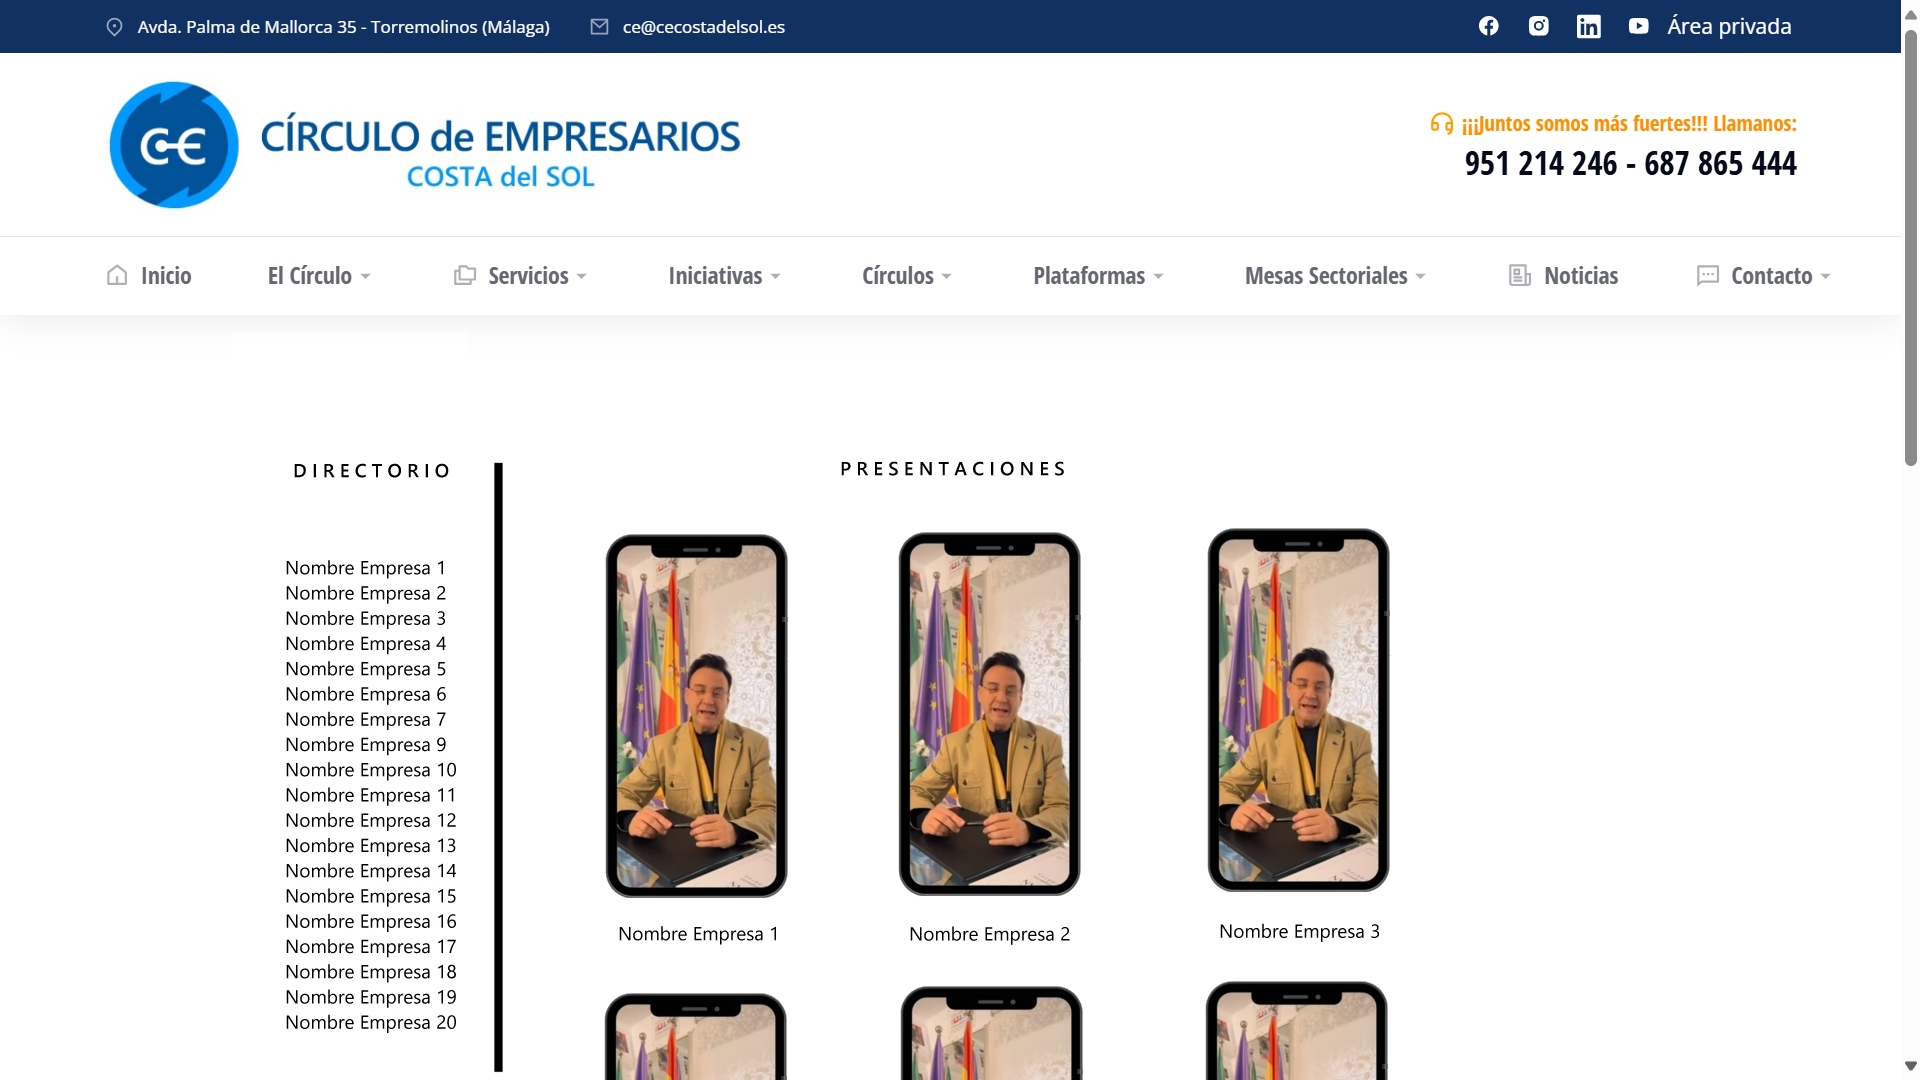 Avda. Palma de Mallorca 35 - Torremolinos (Málaga)
ce@cecostadelsol.es
Área privada
CÍRCULO de EMPRESARIOS
COSTA del SOL
¡¡¡Juntos somos más fuertes!!! Llamanos:
951 214 246 - 687 865 444
Inicio
El Círculo
Servicios
Iniciativas
Círculos
Plataformas
Mesas Sectoriales
Noticias
Contacto
DIRECTORIO
Nombre Empresa 1
Nombre Empresa 2
Nombre Empresa 3
Nombre Empresa 4
Nombre Empresa 5
Nombre Empresa 6
Nombre Empresa 7
Nombre Empresa 9
Nombre Empresa 10
Nombre Empresa 11
Nombre Empresa 12
Nombre Empresa 13
Nombre Empresa 14
Nombre Empresa 15
Nombre Empresa 16
Nombre Empresa 17
Nombre Empresa 18
Nombre Empresa 19
Nombre Empresa 20
PRESENTACIONES
Nombre Empresa 1
Nombre Empresa 2
Nombre Empresa 3